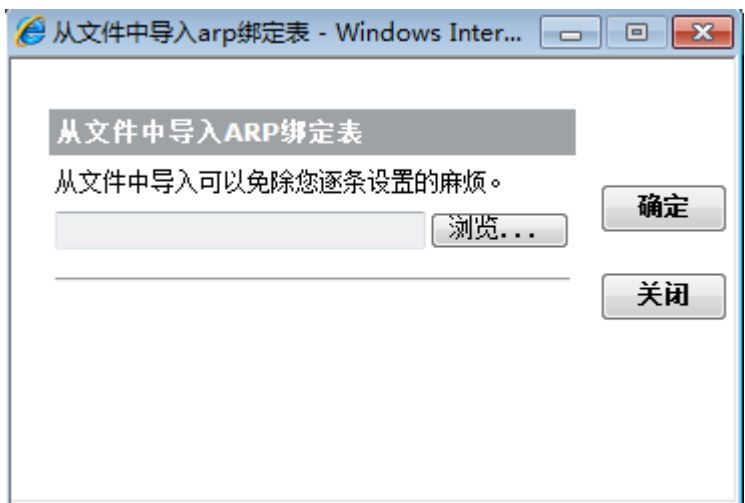 从文件中导入arp绑定表 - Windows Inter...
从文件中导入ARP绑定表
从文件中导入可以免除您逐条设置的麻烦。
确定
浏览...
关闭